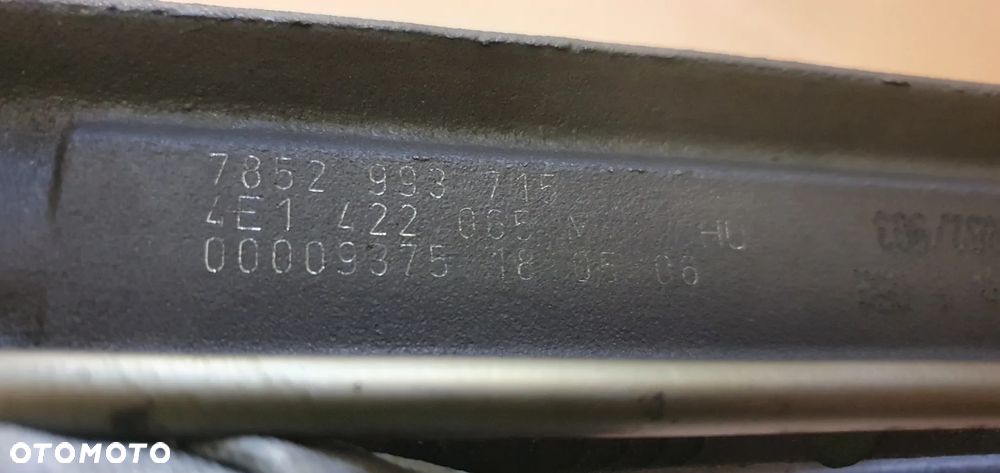 7852 993 715
4E1 422 065 N HU
00009375 18 05 06
OTOMOTO